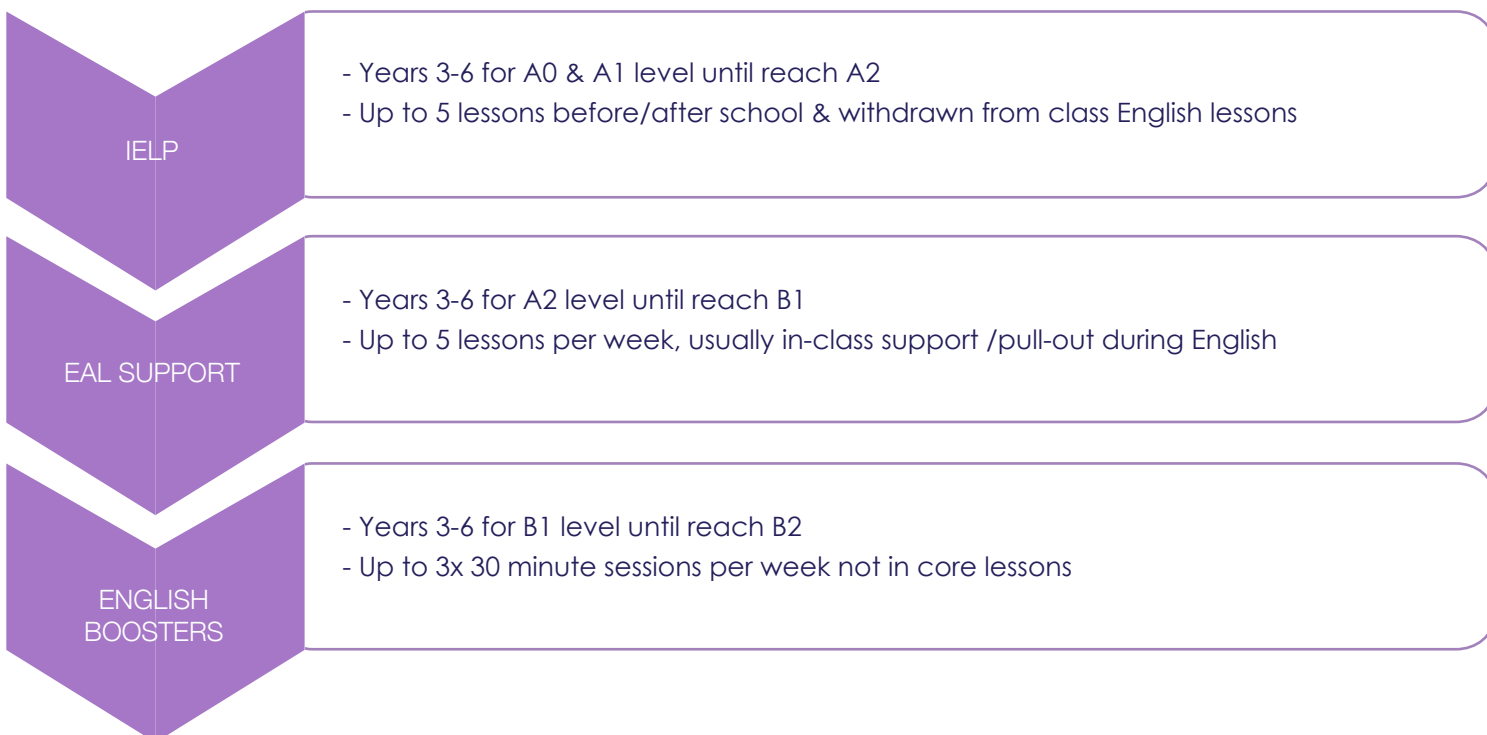 IELP
- Years 3-6 for A0 & A1 level until reach A2
- Up to 5 lessons before/after school & withdrawn from class English lessons
EAL SUPPORT
- Years 3-6 for A2 level until reach B1
- Up to 5 lessons per week, usually in-class support /pull-out during English
ENGLISH
BOOSTERS
- Years 3-6 for B1 level until reach B2
- Up to 3x 30 minute sessions per week not in core lessons